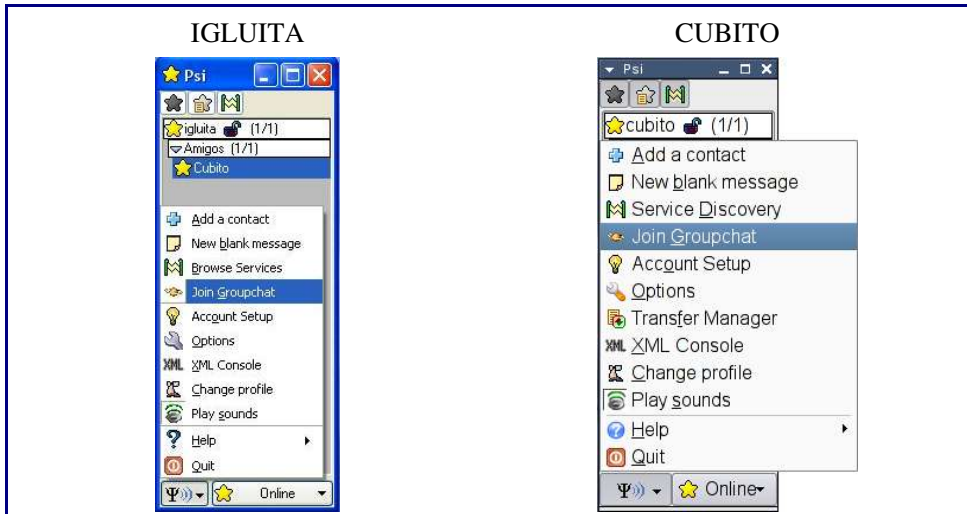 IGLUITA
Psi
igluita (1/1)
Amigos (1/1)
Cubito
Add a contact
New blank message
Browse Services
Join Groupchat
Account Setup
Options
XML XML Console
Change profile
Play sounds
Help
Quit
Ψ Online
CUBITO
Psi
cubito (1/1)
Add a contact
New blank message
Service Discovery
Join Groupchat
Account Setup
Options
Transfer Manager
XML XML Console
Change profile
Play sounds
Help
Quit
Ψ Online